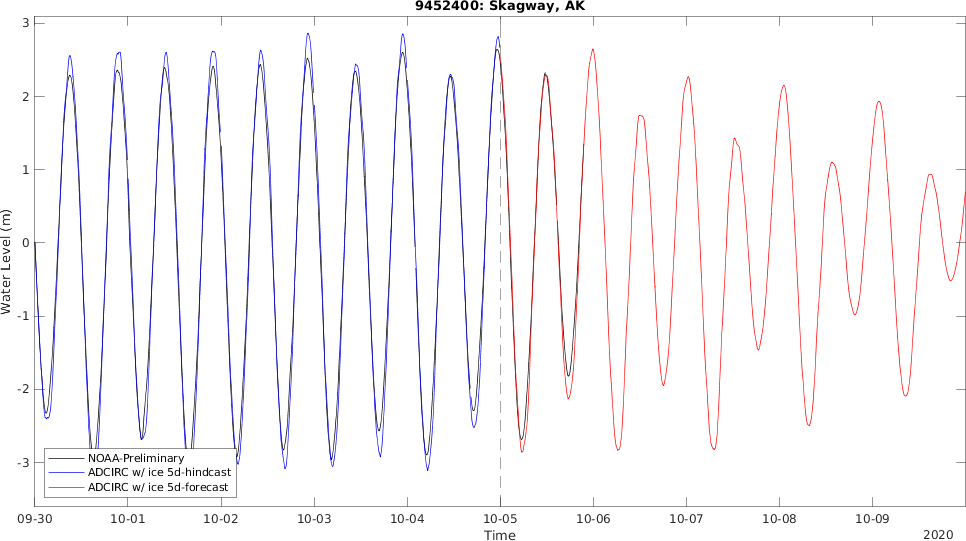 9452400: Skagway, AK
3
2
1
0
-1
-2
-3
Water Level (m)
NOAA-Preliminary
ADCIRC w/ ice 5d-hindcast
ADCIRC w/ ice 5d-forecast
09-30 10-01 10-02 10-03 10-04 10-05 10-06 10-07 10-08 10-09
Time
2020